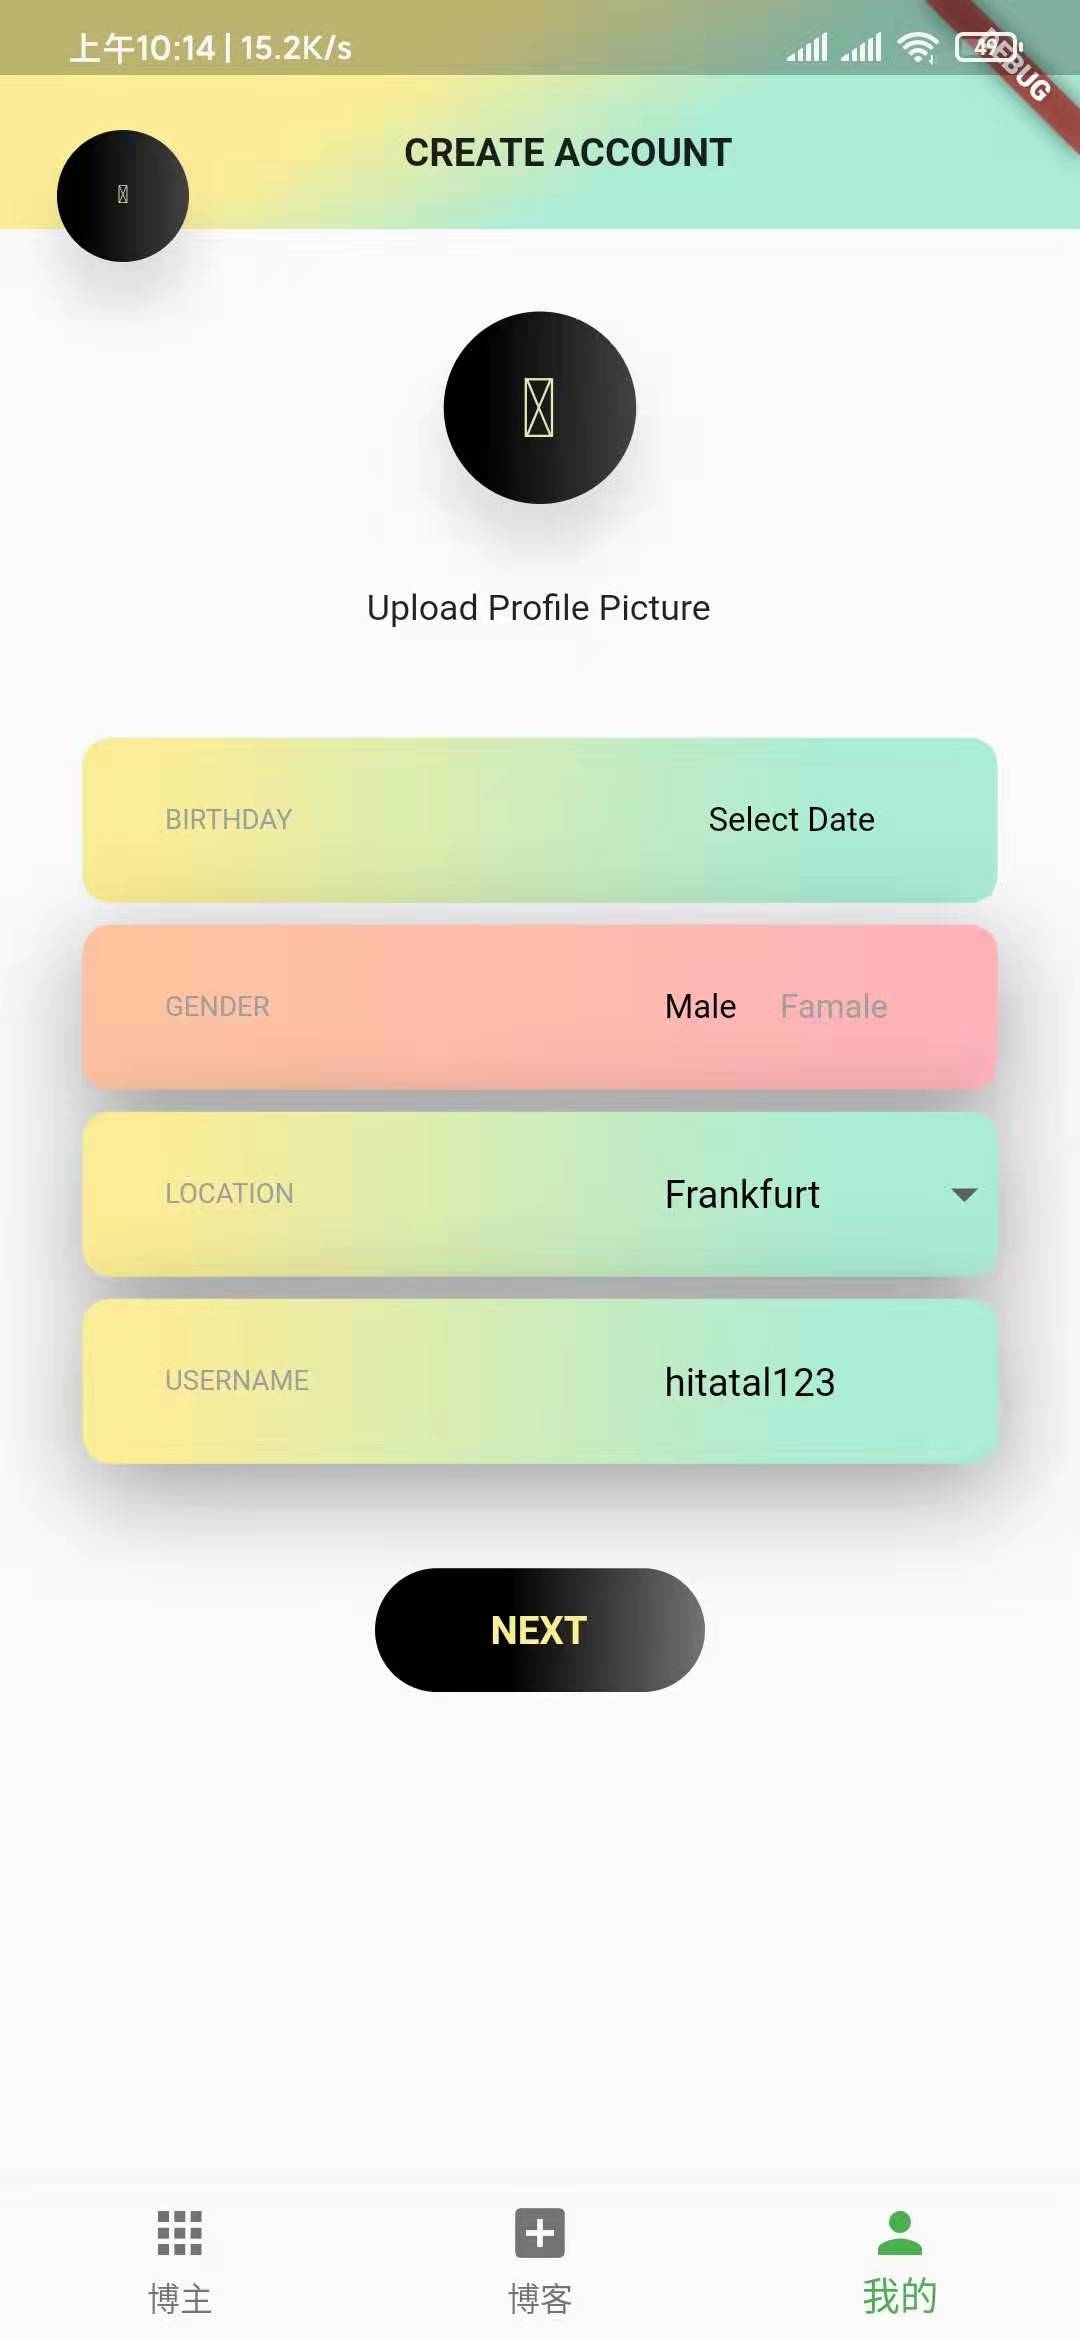 上午10:14 | 15.2K/s
49
DEBUG
CREATE ACCOUNT
Upload Profile Picture
BIRTHDAY Select Date
GENDER Male Famale
LOCATION Frankfurt
USERNAME hitatal123
NEXT
博主 博客 我的